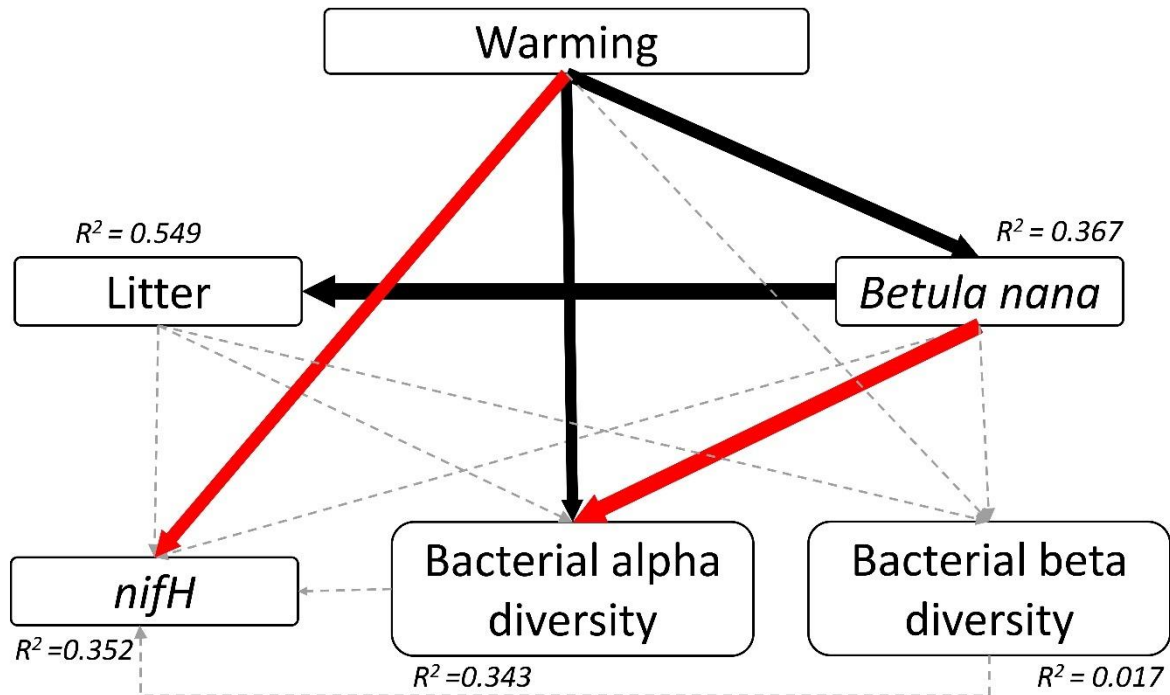 Warming
R² = 0.549
R² = 0.367
Litter
Betula nana
nifH
Bacterial alpha
diversity
Bacterial beta
diversity
R² =0.352
R² =0.343
R² = 0.017